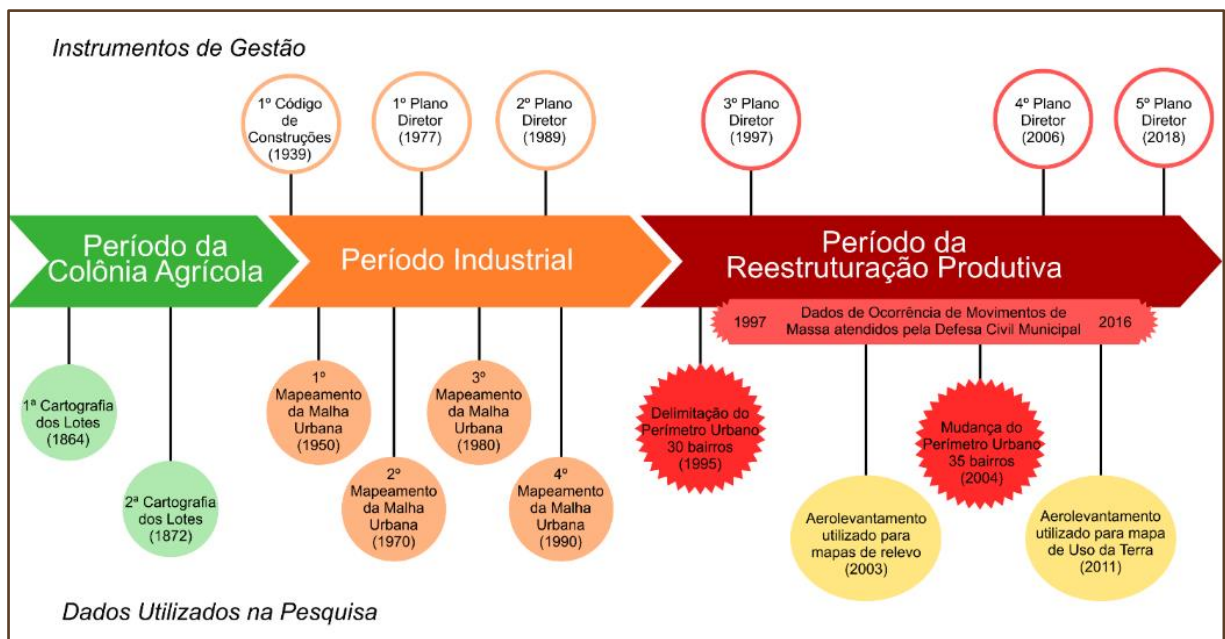 Instrumentos de Gestão
1º Código
de
Construções
(1939)
1º Plano
Diretor
(1977)
2º Plano
Diretor
(1989)
3º Plano
Diretor
(1997)
4º Plano
Diretor
(2006)
5º Plano
Diretor
(2018)
Período da
Colônia Agrícola
Período Industrial
Período da
Reestruturação Produtiva
1997
Dados de Ocorrência de Movimentos de
Massa atendidos pela Defesa Civil Municipal
2016
1ª Cartografia
dos Lotes
(1864)
2ª Cartografia
dos Lotes
(1872)
1º
Mapeamento
da Malha
Urbana
(1950)
2º
Mapeamento
da Malha
Urbana
(1970)
3º
Mapeamento
da Malha
Urbana
(1980)
4º
Mapeamento
da Malha
Urbana
(1990)
Delimitação do
Perímetro Urbano
30 bairros
(1995)
Aerolevantamento
utilizado para
mapas de relevo
(2003)
Mudança do
Perímetro Urbano
35 bairros
(2004)
Aerolevantamento
utilizado para mapa
de Uso da Terra
(2011)
Dados Utilizados na Pesquisa